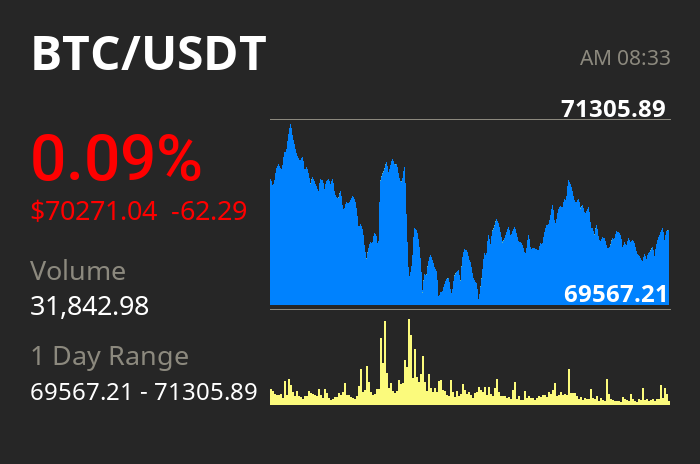 BTC/USDT
AM 08:33
71305.89
0.09%
$70271.04 -62.29
Volume
31,842.98
69567.21
1 Day Range
69567.21 - 71305.89